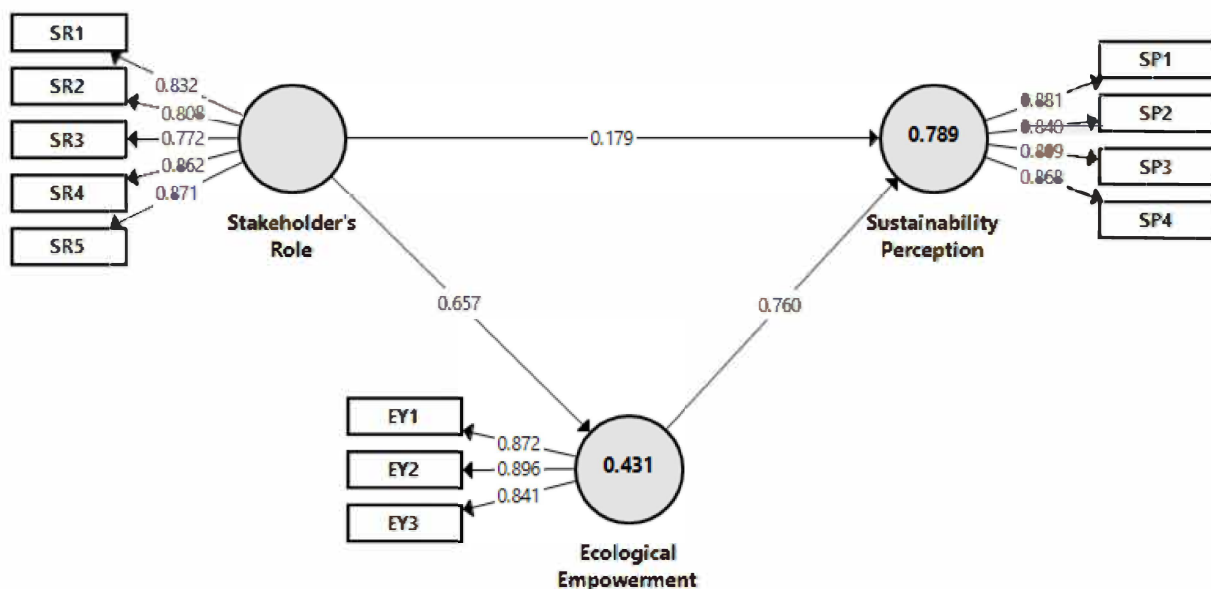 SR1
SR2
SR3
SR4
SR5
0.832
0.808
0.772
0.862
0.871
Stakeholder's
Role
0.179
0.657
0.760
0.789
Sustainability
Perception
0.881
0.840
0.868
SP1
SP2
SP3
SP4
EY1
EY2
EY3
0.872
0.896
0.841
0.431
Ecological
Empowerment